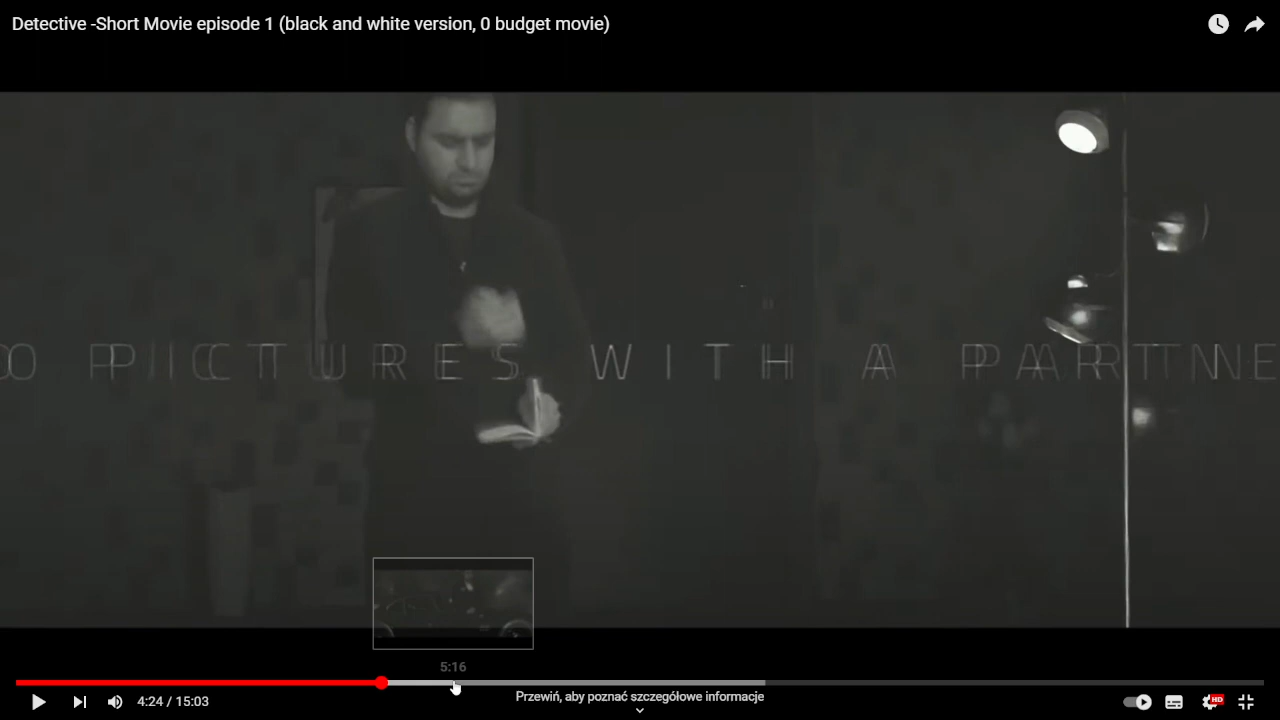 Detective -Short Movie episode 1 (black and white version, 0 budget movie)
O PICTURES WITH A PARTNE
5:16
4:24 / 15:03
Przewiń, aby poznać szczegółowe informacje
HD